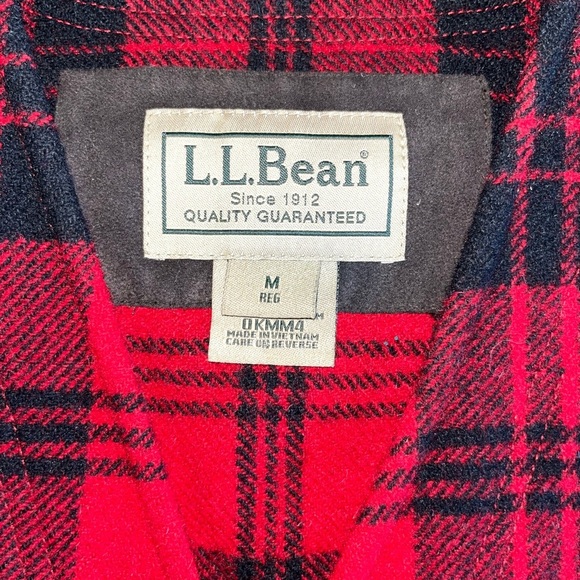 L.L.Bean®
Since 1912
QUALITY GUARANTEED
M
REG
M
0KMM4
MADE IN VIETNAM
CARE ON REVERSE